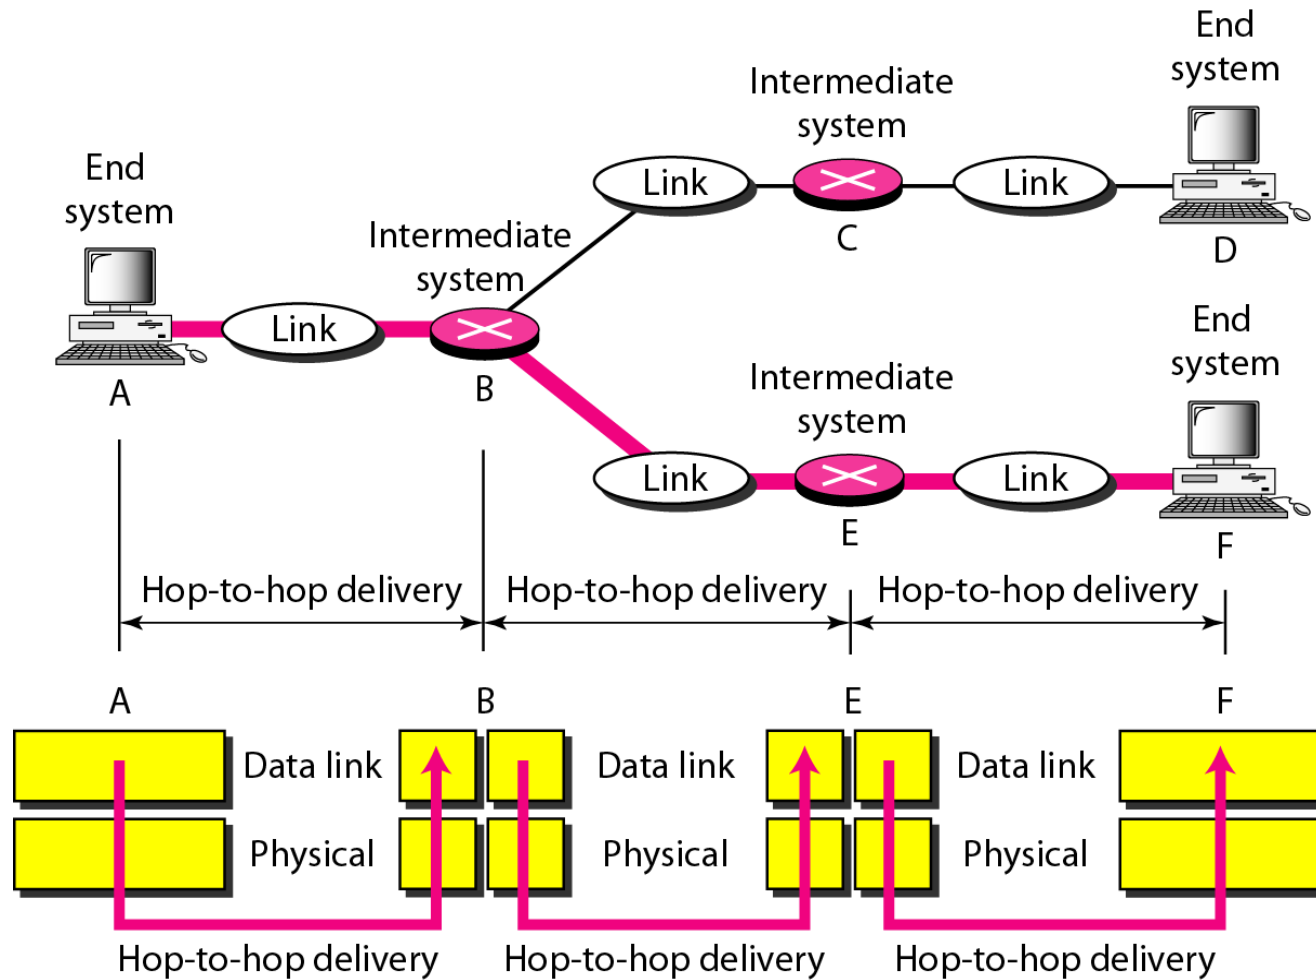 End
system
Intermediate
system
End
system
Link
Link
C
D
Intermediate
system
Link
A
B
End
system
Intermediate
system
Link
Link
E
F
Hop-to-hop delivery
Hop-to-hop delivery
Hop-to-hop delivery
A
B
E
F
Data link
Data link
Data link
Physical
Physical
Physical
Hop-to-hop delivery
Hop-to-hop delivery
Hop-to-hop delivery